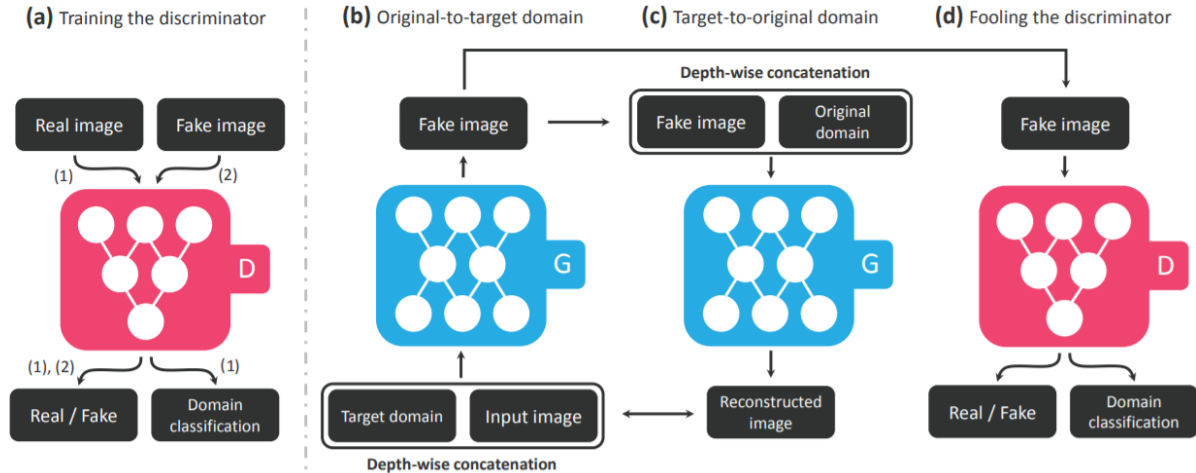 (a) Training the discriminator
Real image
Fake image
(1)
(2)
D
(1), (2)
(1)
Real / Fake
Domain
classification
(b) Original-to-target domain
Fake image
G
Target domain
Input image
Depth-wise concatenation
(c) Target-to-original domain
Depth-wise concatenation
Fake image
Original
domain
G
Reconstructed
image
(d) Fooling the discriminator
Fake image
D
Real / Fake
Domain
classification